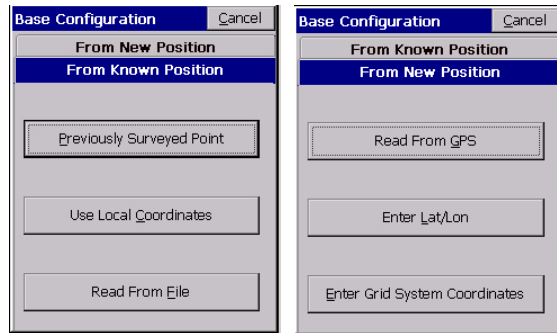 Base Configuration Cancel
From New Position
From Known Position
Previously Surveyed Point
Use Local Coordinates
Read From File
Base Configuration Cancel
From Known Position
From New Position
Read From GPS
Enter Lat/Lon
Enter Grid System Coordinates